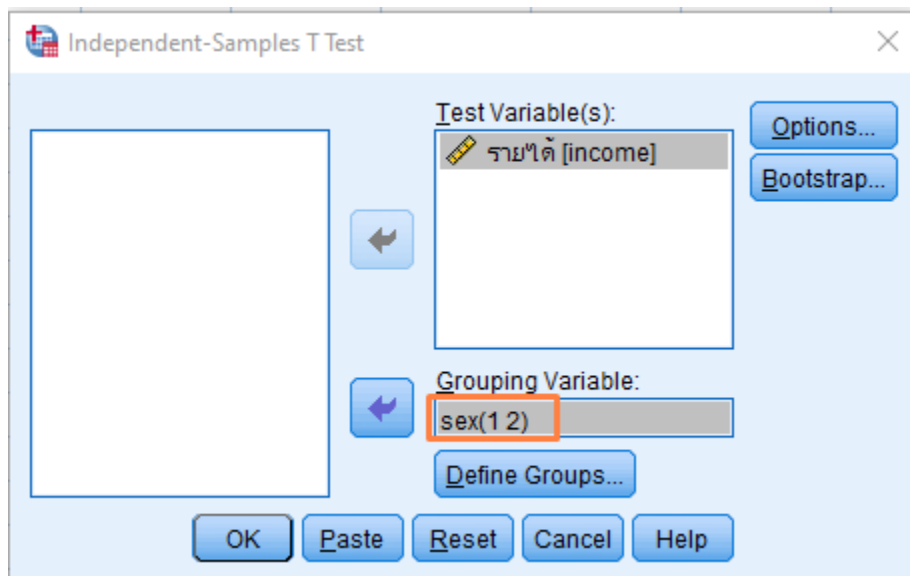 Independent-Samples T Test
Test Variable(s):
รายได้ [income]
Options...
Bootstrap...
Grouping Variable:
sex(1 2)
Define Groups...
OK Paste Reset Cancel Help